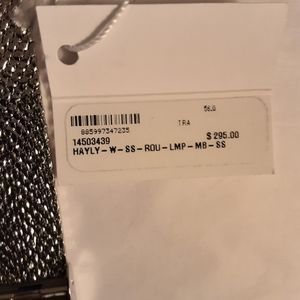 56.0
885997347235 TRA
14503439 $ 295.00
HAYLY-W-SS-ROU-LMP-MB-SS